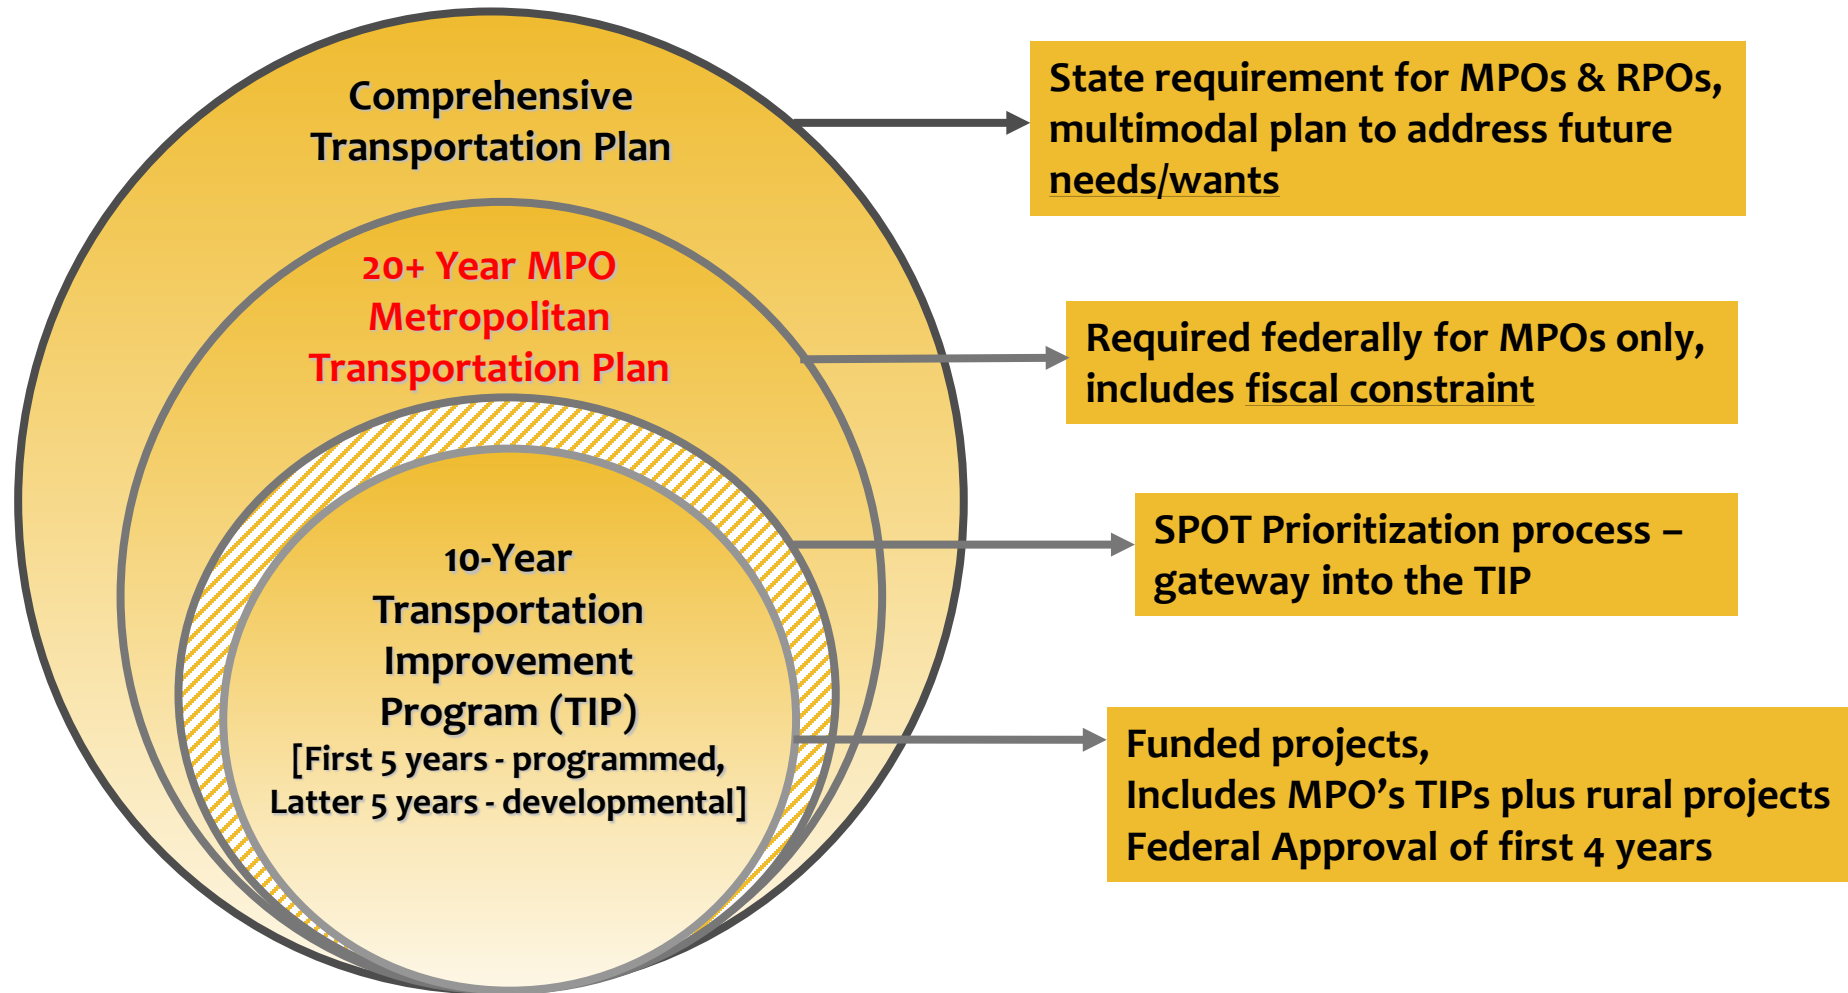 Comprehensive
Transportation Plan
State requirement for MPOs & RPOs,
multimodal plan to address future
needs/wants
20+ Year MPO
Metropolitan
Transportation Plan
Required federally for MPOs only,
includes fiscal constraint
SPOT Prioritization process –
gateway into the TIP
10-Year
Transportation
Improvement
Program (TIP)
[First 5 years - programmed,
Latter 5 years - developmental]
Funded projects,
Includes MPO’s TIPs plus rural projects
Federal Approval of first 4 years